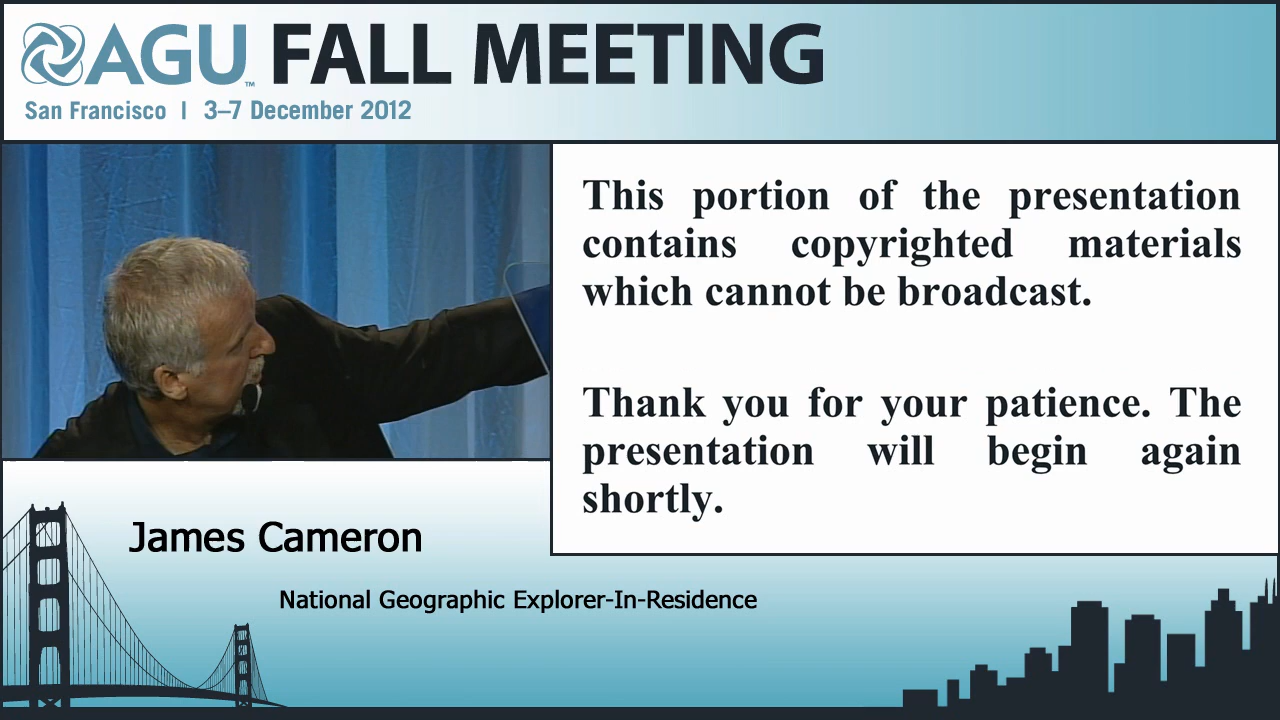 AGU™ FALL MEETING
San Francisco | 3–7 December 2012
This portion of the presentation
contains copyrighted materials
which cannot be broadcast.
Thank you for your patience. The
presentation will begin again
shortly.
James Cameron
National Geographic Explorer-In-Residence